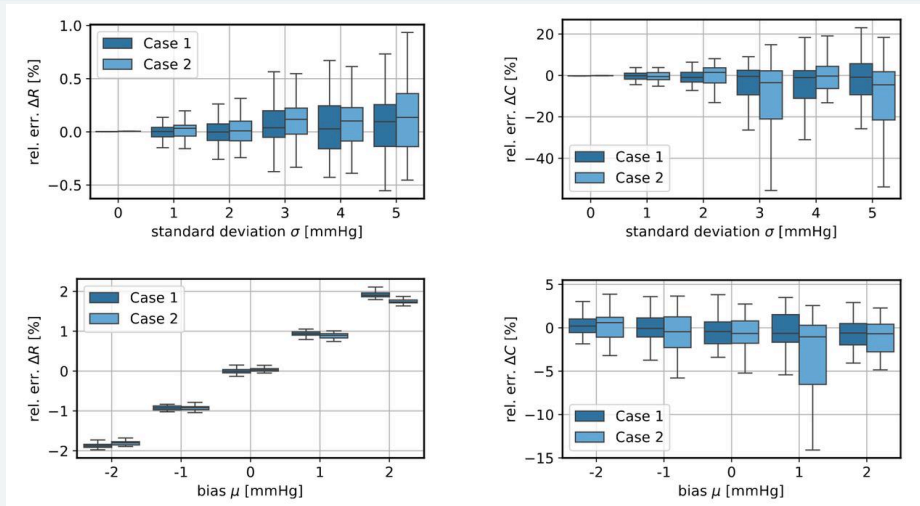 1.0
0.5
0.0
−0.5
rel. err. ΔR [%]
Case 1
Case 2
0 1 2 3 4 5
standard deviation σ [mmHg]
20
0
−20
−40
rel. err. ΔC [%]
Case 1
Case 2
0 1 2 3 4 5
standard deviation σ [mmHg]
2
1
0
−1
−2
rel. err. ΔR [%]
Case 1
Case 2
-2 -1 0 1 2
bias μ [mmHg]
5
0
−5
−10
−15
rel. err. ΔC [%]
Case 1
Case 2
-2 -1 0 1 2
bias μ [mmHg]